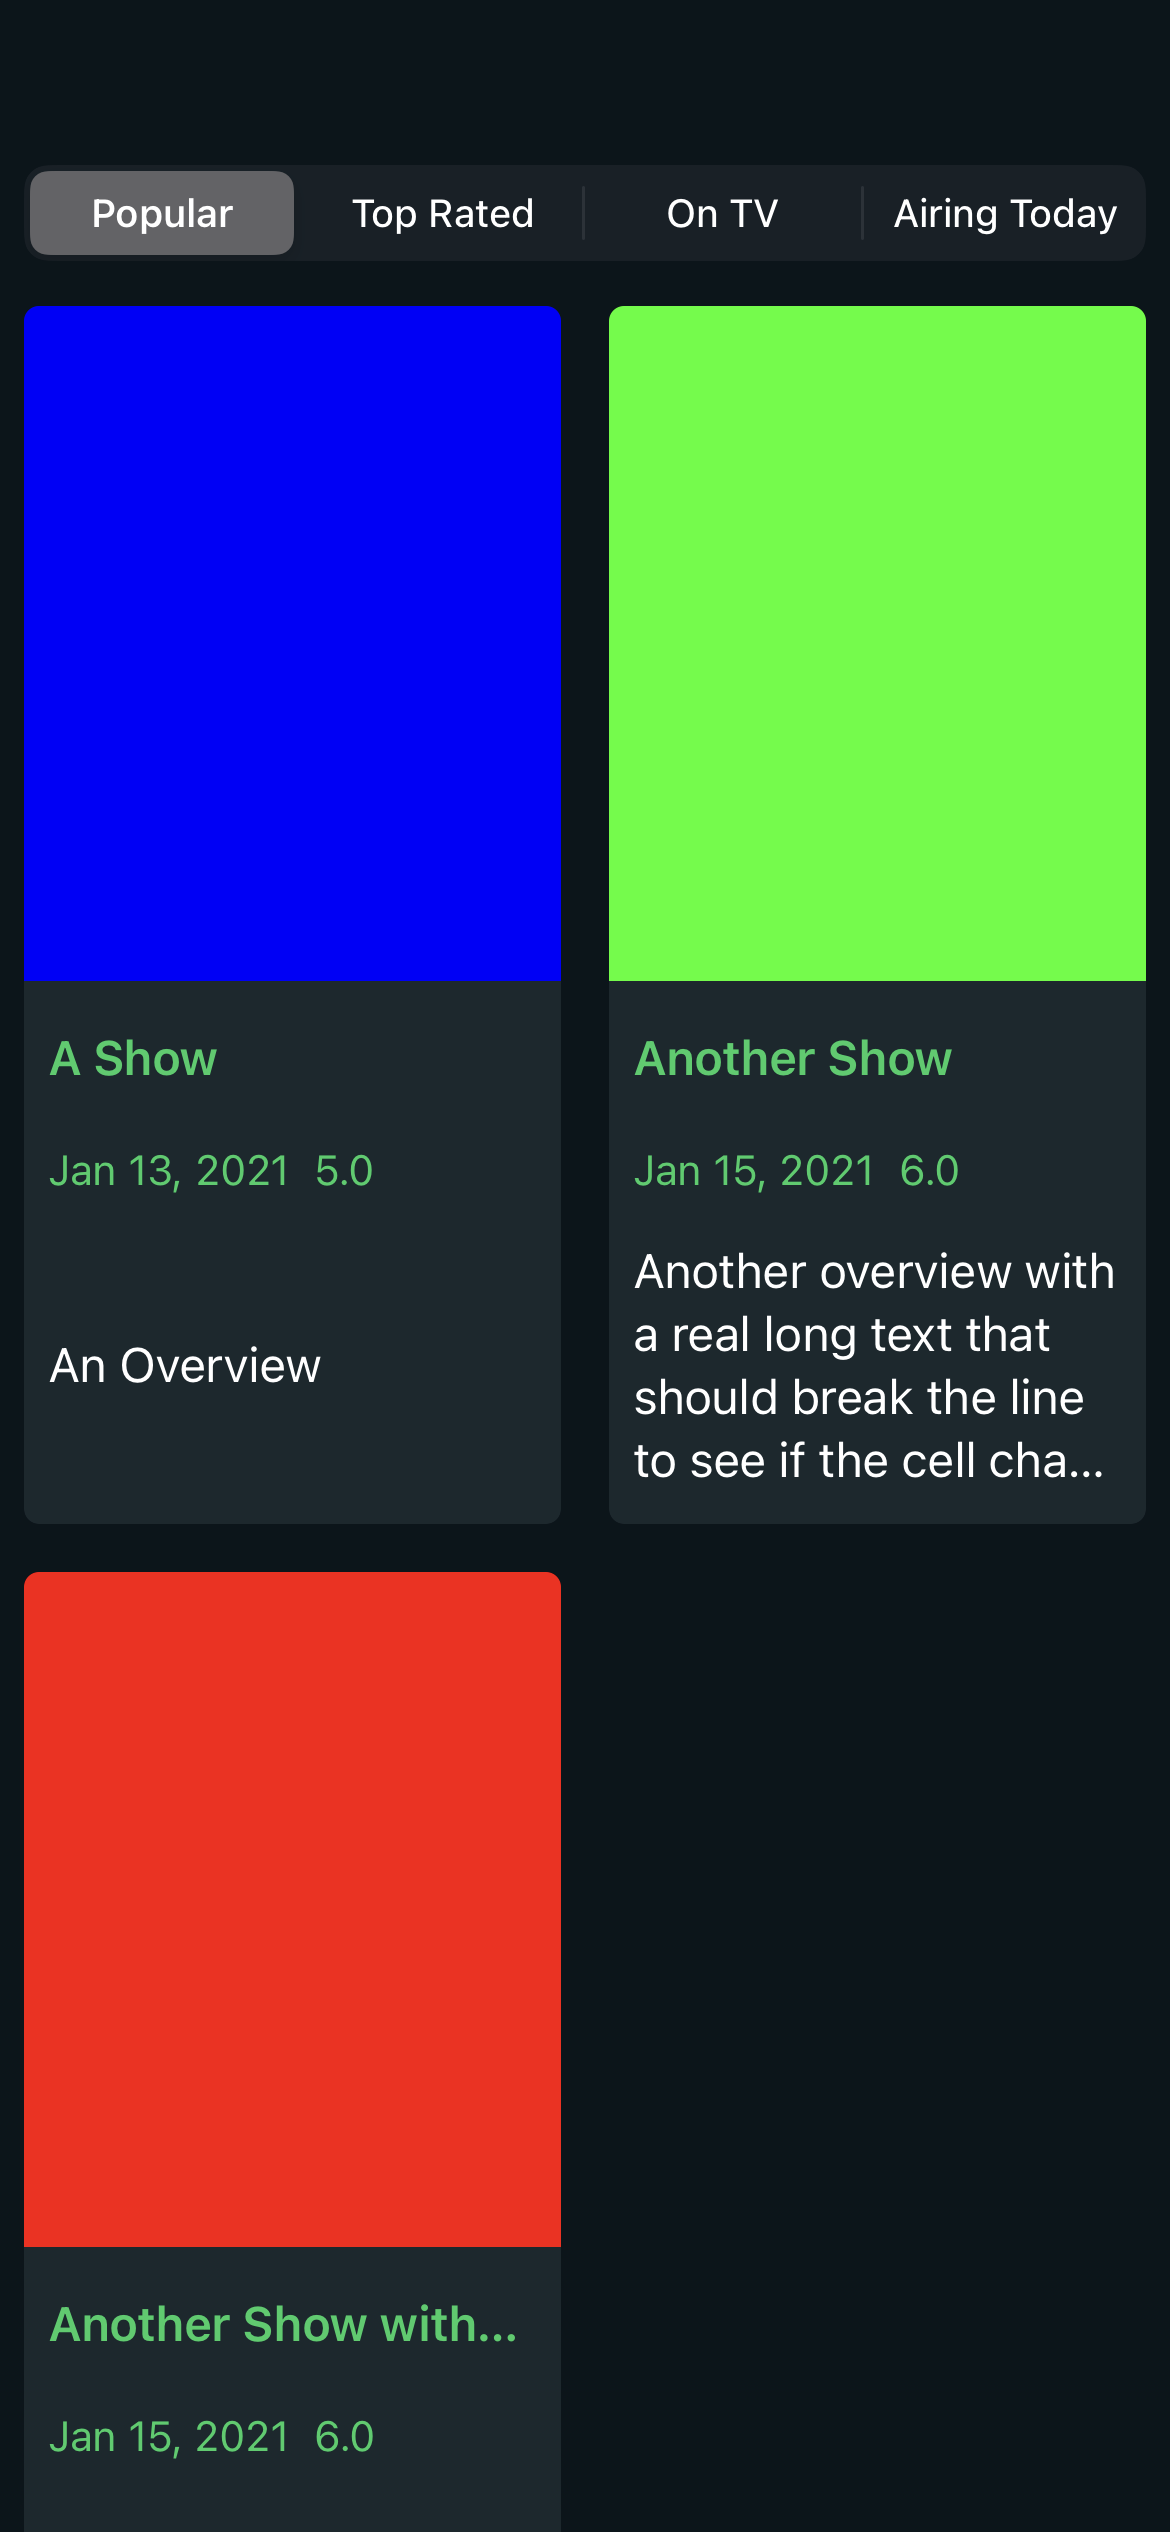 Popular Top Rated On TV Airing Today
A Show
Jan 13, 2021 5.0
An Overview
Another Show
Jan 15, 2021 6.0
Another overview with
a real long text that
should break the line
to see if the cell cha...
Another Show with...
Jan 15, 2021 6.0